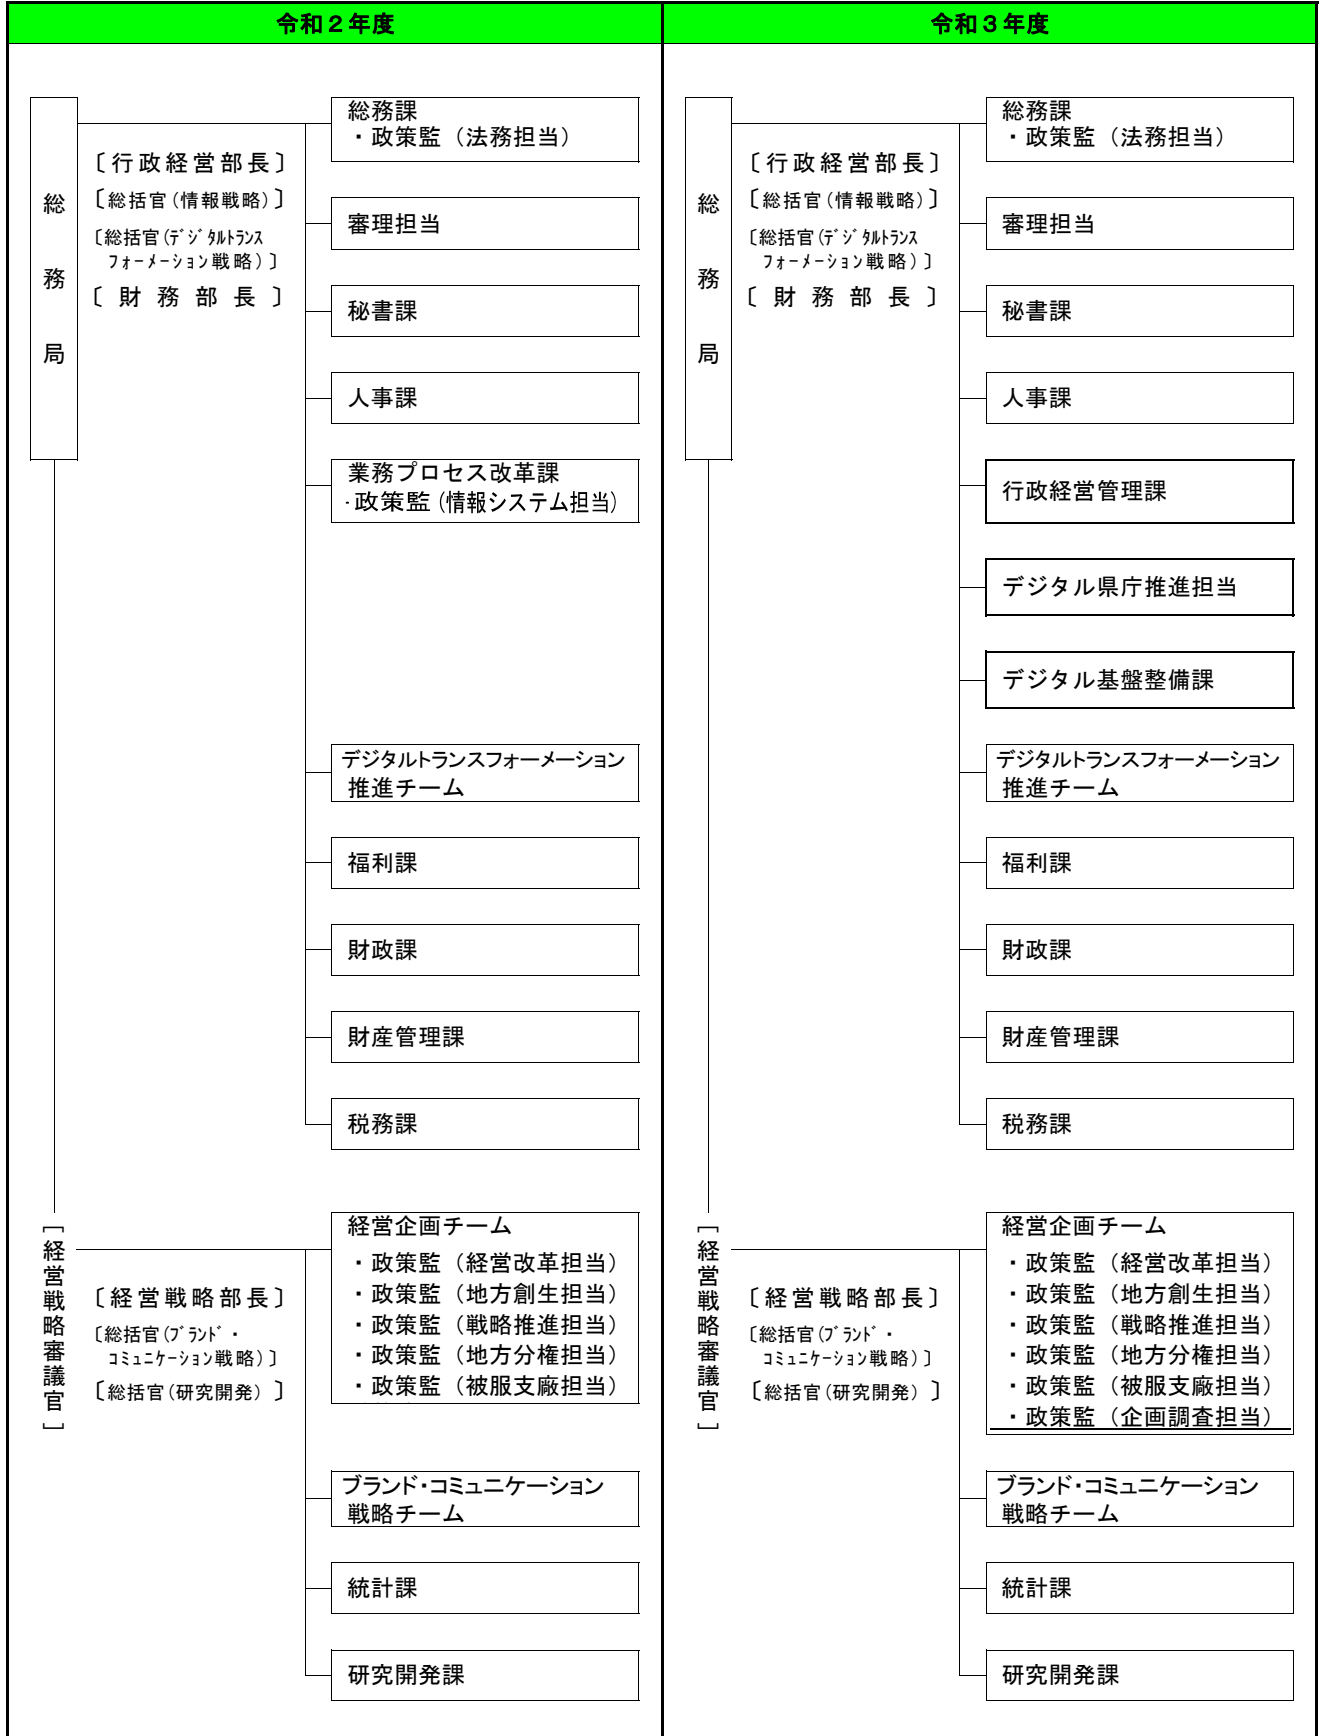 令和２年度
総務局
〔行政経営部長〕
〔総括官(情報戦略)〕
〔総括官(ﾃﾞｼﾞﾀﾙﾄﾗﾝｽ
ﾌｫｰﾒｰｼｮﾝ戦略)〕
〔財務部長〕
総務課
・政策監（法務担当）
審理担当
秘書課
人事課
業務プロセス改革課
・政策監(情報システム担当)
デジタルトランスフォーメーション
推進チーム
福利課
財政課
財産管理課
税務課
〔経営戦略審議官〕
〔経営戦略部長〕
〔総括官(ﾌﾞﾗﾝﾄﾞ・
ｺﾐｭﾆｹｰｼｮﾝ戦略)〕
〔総括官(研究開発)〕
経営企画チーム
・政策監（経営改革担当）
・政策監（地方創生担当）
・政策監（戦略推進担当）
・政策監（地方分権担当）
・政策監（被服支廠担当）
ブランド・コミュニケーション
戦略チーム
統計課
研究開発課
令和３年度
総務局
〔行政経営部長〕
〔総括官(情報戦略)〕
〔総括官(ﾃﾞｼﾞﾀﾙﾄﾗﾝｽ
ﾌｫｰﾒｰｼｮﾝ戦略)〕
〔財務部長〕
総務課
・政策監（法務担当）
審理担当
秘書課
人事課
行政経営管理課
デジタル県庁推進担当
デジタル基盤整備課
デジタルトランスフォーメーション
推進チーム
福利課
財政課
財産管理課
税務課
〔経営戦略審議官〕
〔経営戦略部長〕
〔総括官(ﾌﾞﾗﾝﾄﾞ・
ｺﾐｭﾆｹｰｼｮﾝ戦略)〕
〔総括官(研究開発)〕
経営企画チーム
・政策監（経営改革担当）
・政策監（地方創生担当）
・政策監（戦略推進担当）
・政策監（地方分権担当）
・政策監（被服支廠担当）
・政策監（企画調査担当）
ブランド・コミュニケーション
戦略チーム
統計課
研究開発課